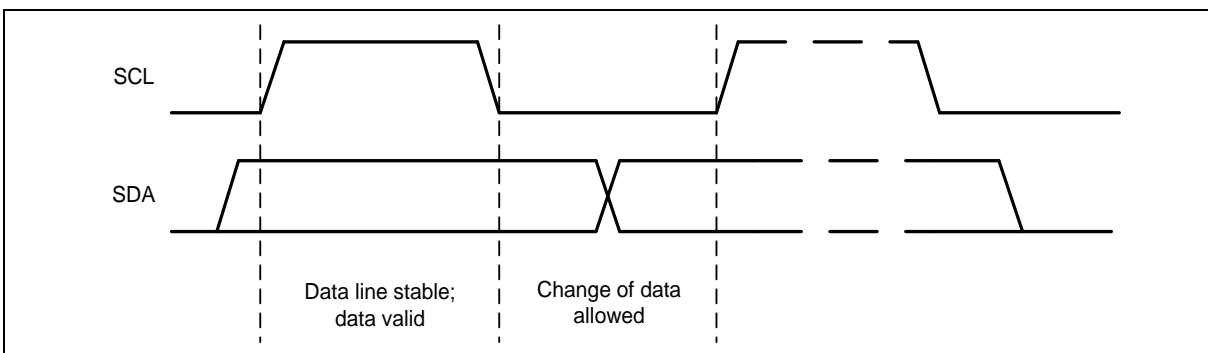 SCL
SDA
Data line stable;
data valid
Change of data
allowed